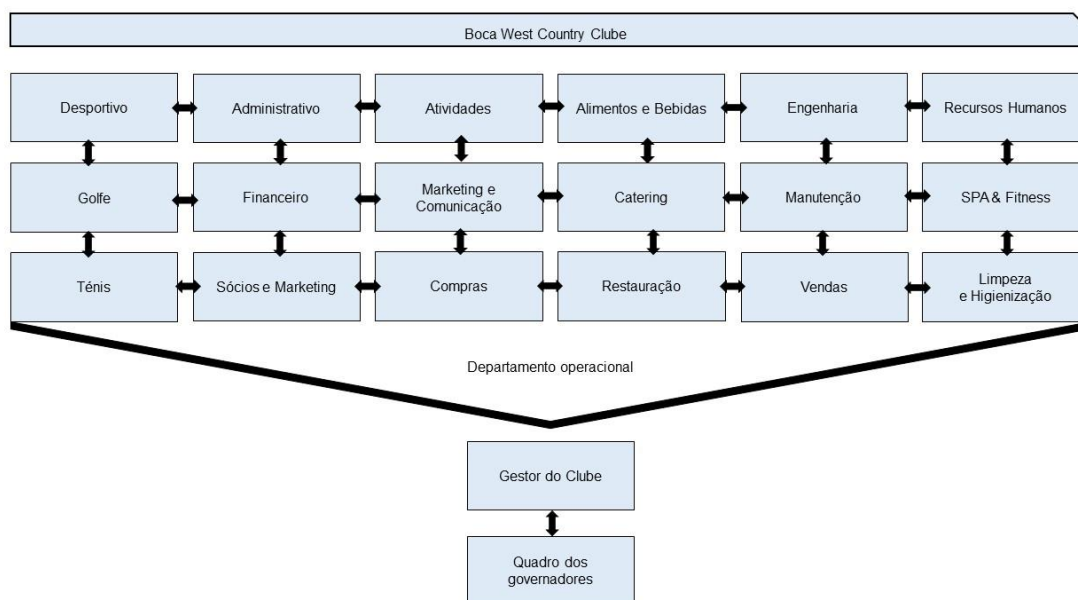 Boca West Country Clube
Desportivo
Administrativo
Atividades
Alimentos e Bebidas
Engenharia
Recursos Humanos
Golfe
Financeiro
Marketing e
Comunicação
Catering
Manutenção
SPA & Fitness
Ténis
Sócios e Marketing
Compras
Restauração
Vendas
Limpeza
e Higienização
Departamento operacional
Gestor do Clube
Quadro dos
governadores